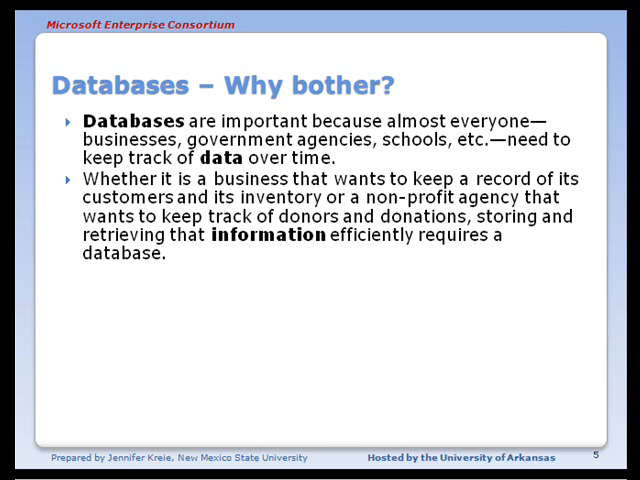 Microsoft Enterprise Consortium
Databases – Why bother?
Databases are important because almost everyone—
businesses, government agencies, schools, etc.—need to
keep track of data over time.
Whether it is a business that wants to keep a record of its
customers and its inventory or a non-profit agency that
wants to keep track of donors and donations, storing and
retrieving that information efficiently requires a
database.
Prepared by Jennifer Kreie, New Mexico State University
Hosted by the University of Arkansas
5